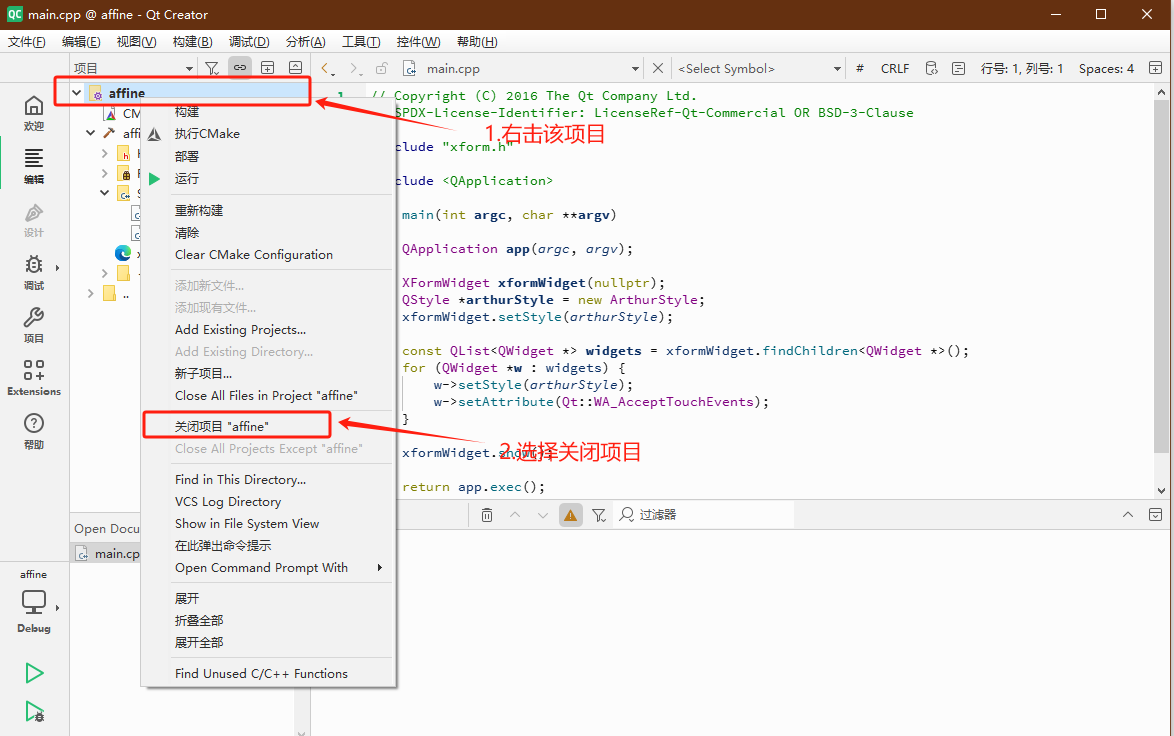 main.cpp @ affine - Qt Creator
文件(F) 编辑(E) 视图(V) 构建(B) 调试(D) 分析(A) 工具(T) 控件(W) 帮助(H)
项目
main.cpp
<Select Symbol>
# CRLF 行号: 1, 列号: 1 Spaces: 4
欢迎
编辑
设计
调试
项目
Extensions
帮助
affine
Debug
affine
CM
affi
..
Open Docu
main.cp
构建
执行CMake
部署
运行
重新构建
清除
Clear CMake Configuration
添加新文件...
添加现有文件...
Add Existing Projects...
Add Existing Directory...
新子项目...
Close All Files in Project "affine"
关闭项目 "affine"
Close All Projects Except "affine"
Find in This Directory...
VCS Log Directory
Show in File System View
在此弹出命令提示
Open Command Prompt With
展开
折叠全部
展开全部
Find Unused C/C++ Functions
1
// Copyright (C) 2016 The Qt Company Ltd.
SPDX-License-Identifier: LicenseRef-Qt-Commercial OR BSD-3-Clause
clude "xform.h"
clude <QApplication>
main(int argc, char **argv)
QApplication app(argc, argv);
XFormWidget xformWidget(nullptr);
QStyle *arthurStyle = new ArthurStyle;
xformWidget.setStyle(arthurStyle);
const QList<QWidget *> widgets = xformWidget.findChildren<QWidget *>();
for (QWidget *w : widgets) {
w->setStyle(arthurStyle);
w->setAttribute(Qt::WA_AcceptTouchEvents);
}
xformWidget.show();
return app.exec();
1.右击该项目
2.选择关闭项目
过滤器